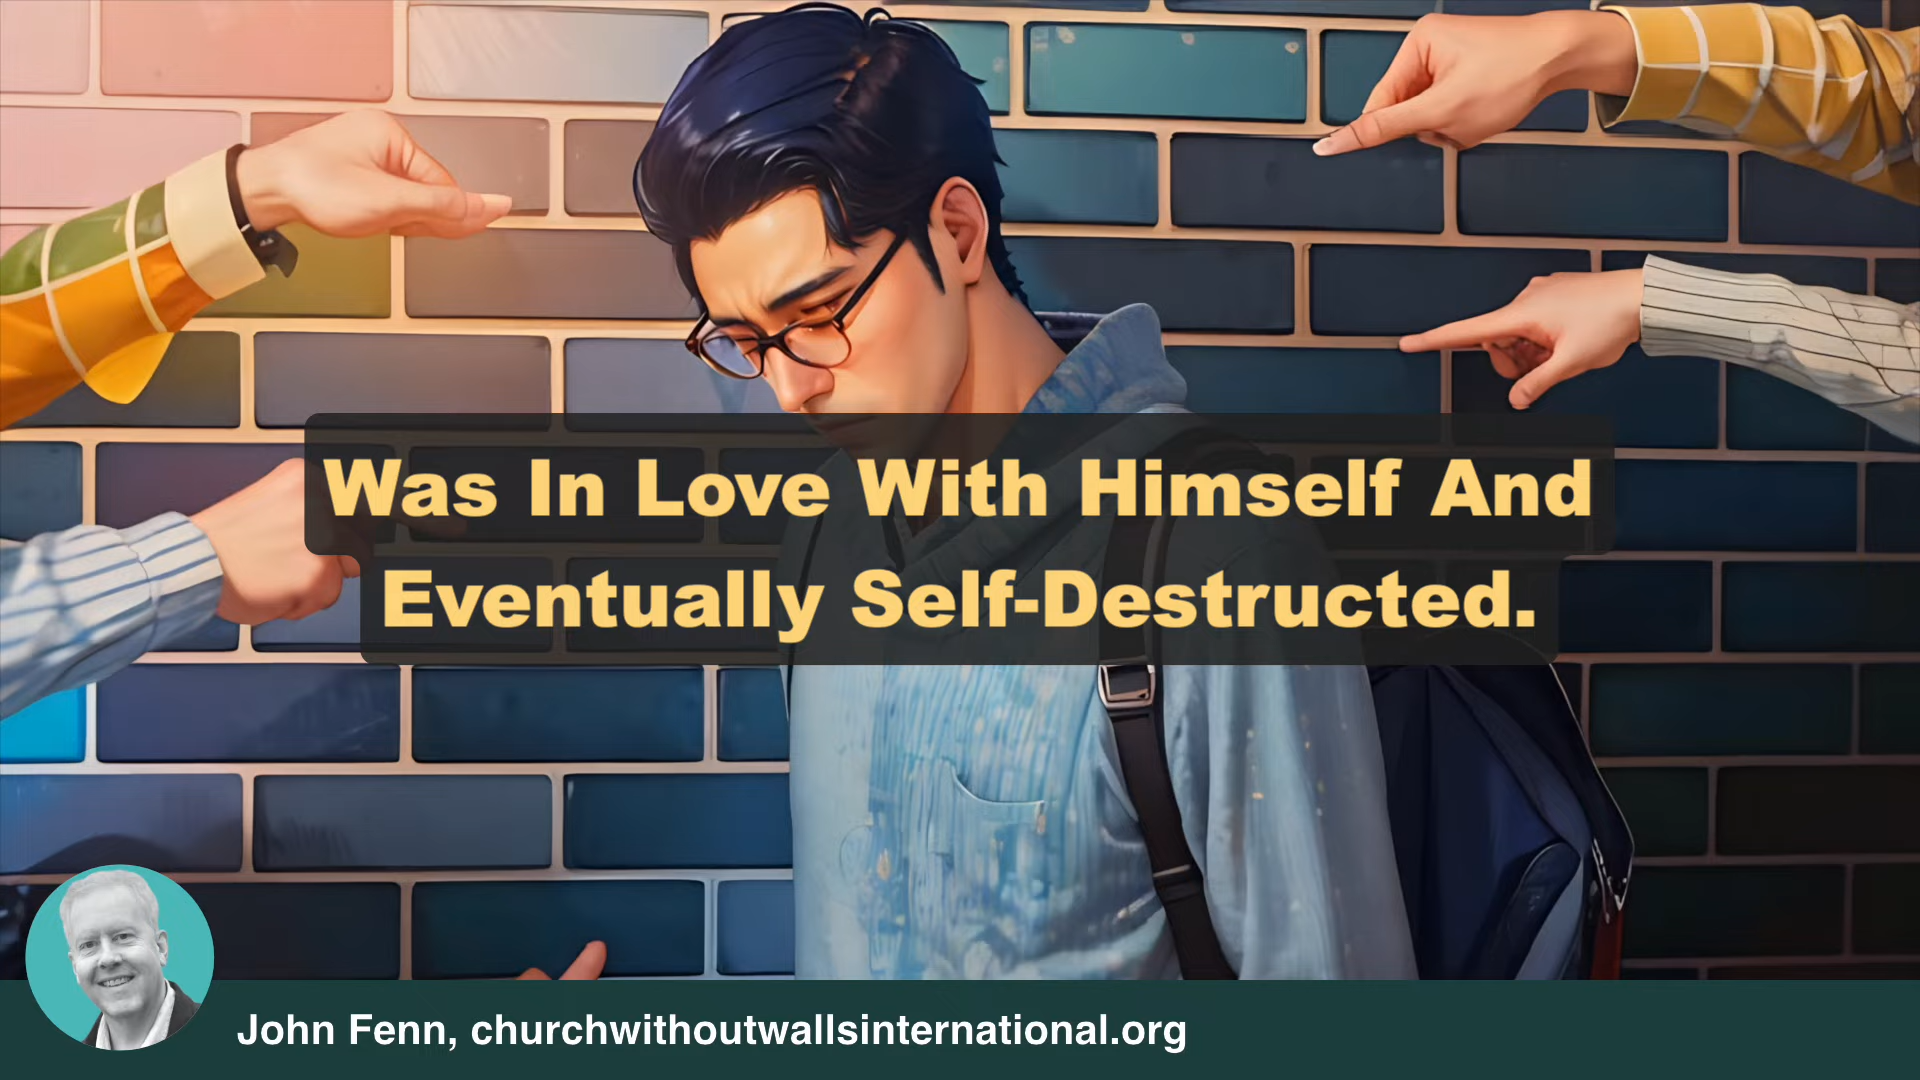 Was In Love With Himself And
Eventually Self-Destructed.
John Fenn, churchwithoutwallsinternational.org